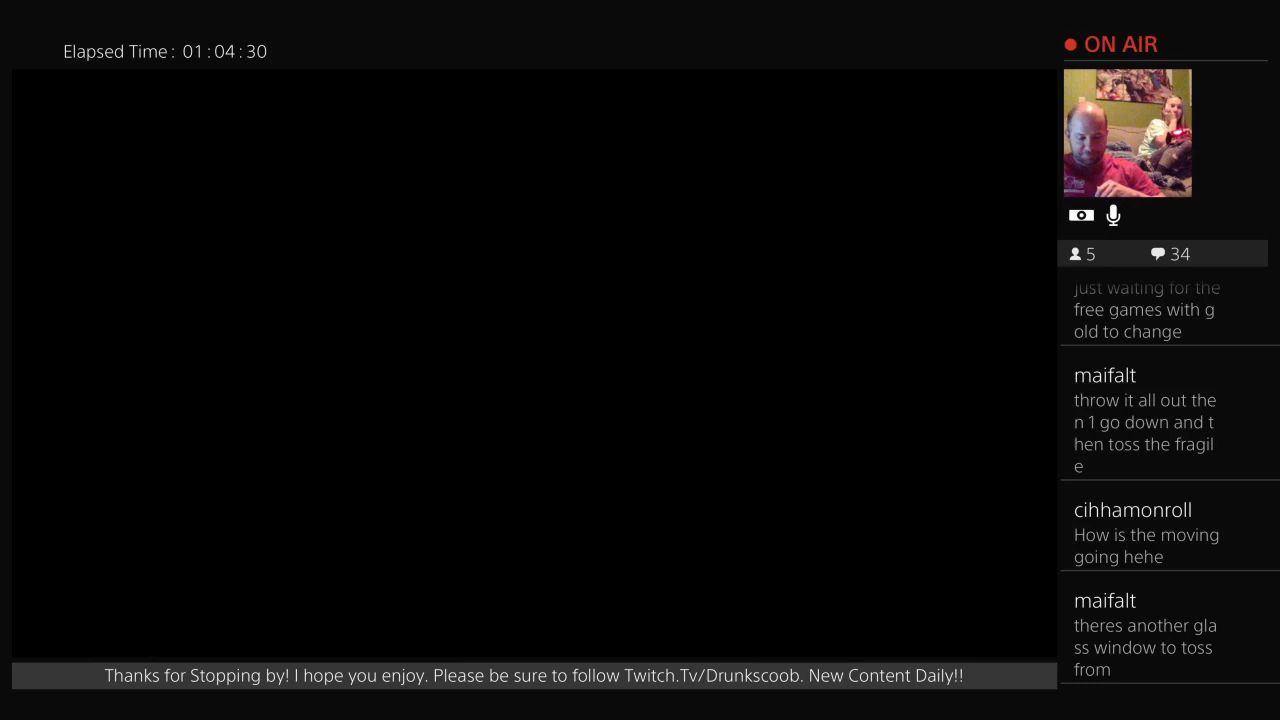 Elapsed Time : 01 : 04 : 30
ON AIR
5 34
just waiting for the
free games with g
old to change
maifalt
throw it all out the
n 1 go down and t
hen toss the fragil
e
cihhamonroll
How is the moving
going hehe
maifalt
theres another gla
ss window to toss
from
Thanks for Stopping by! I hope you enjoy. Please be sure to follow Twitch.Tv/Drunkscoob. New Content Daily!!